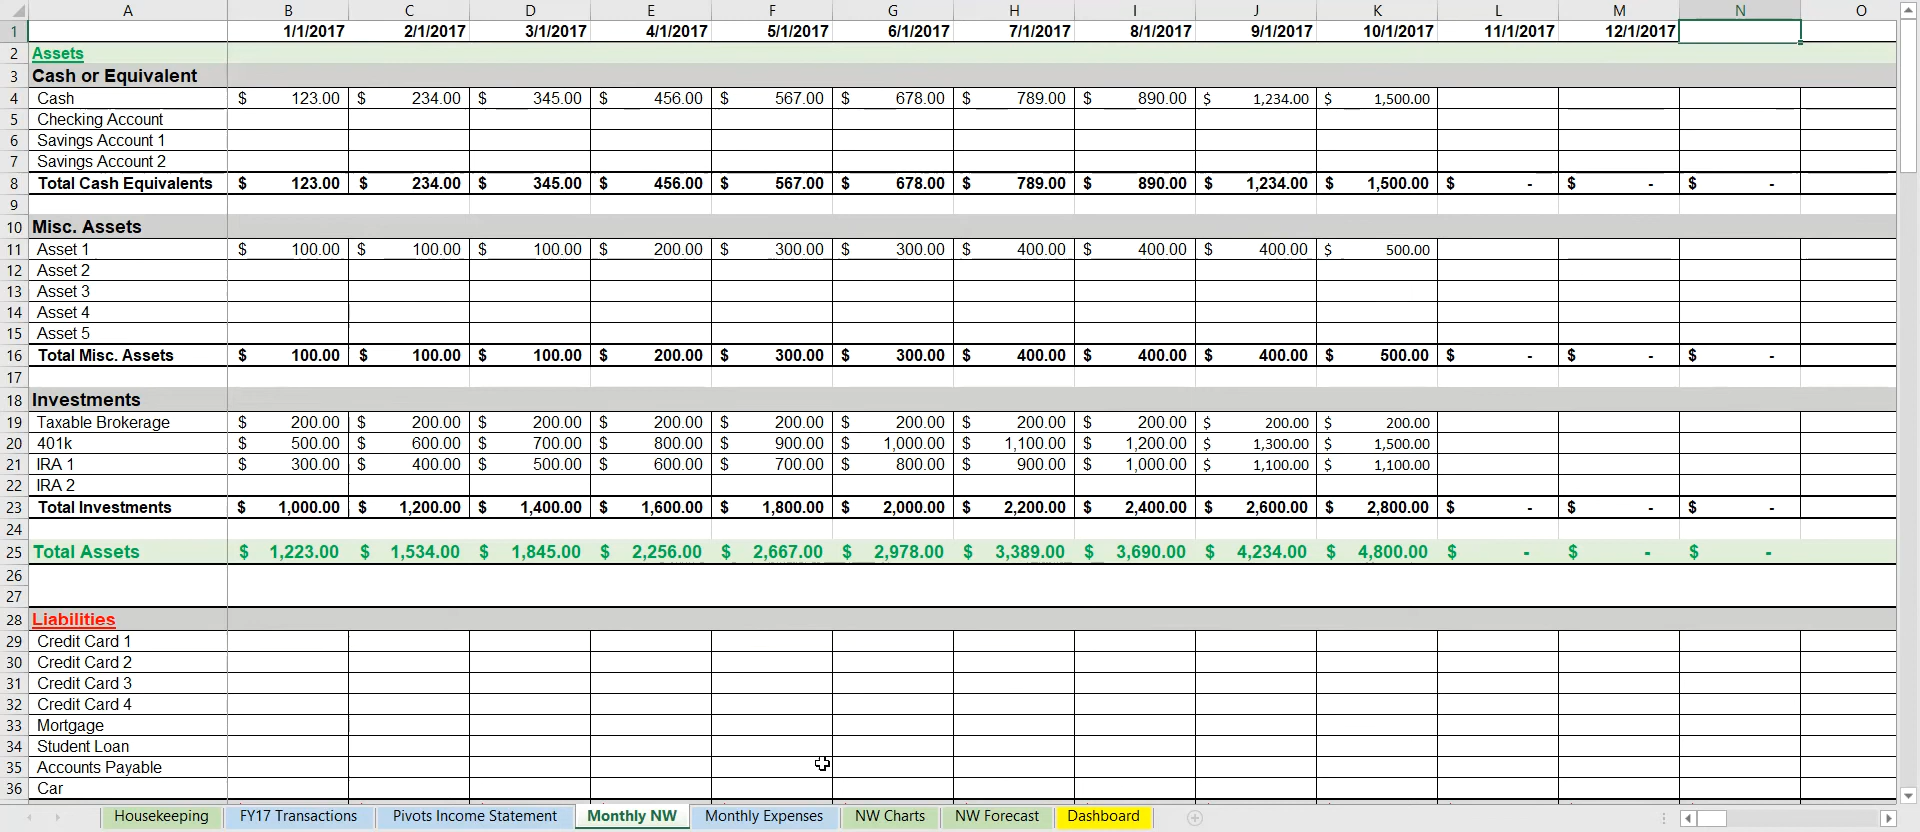 A B C D E F G H I J K L M N O
1 1/1/2017 2/1/2017 3/1/2017 4/1/2017 5/1/2017 6/1/2017 7/1/2017 8/1/2017 9/1/2017 10/1/2017 11/1/2017 12/1/2017
2 Assets
3 Cash or Equivalent
4 Cash $ 123.00 $ 234.00 $ 345.00 $ 456.00 $ 567.00 $ 678.00 $ 789.00 $ 890.00 $ 1,234.00 $ 1,500.00
5 Checking Account
6 Savings Account 1
7 Savings Account 2
8 Total Cash Equivalents $ 123.00 $ 234.00 $ 345.00 $ 456.00 $ 567.00 $ 678.00 $ 789.00 $ 890.00 $ 1,234.00 $ 1,500.00 $ - $ - $ -
9
10 Misc. Assets
11 Asset 1 $ 100.00 $ 100.00 $ 100.00 $ 200.00 $ 300.00 $ 300.00 $ 400.00 $ 400.00 $ 400.00 $ 500.00
12 Asset 2
13 Asset 3
14 Asset 4
15 Asset 5
16 Total Misc. Assets $ 100.00 $ 100.00 $ 100.00 $ 200.00 $ 300.00 $ 300.00 $ 400.00 $ 400.00 $ 400.00 $ 500.00 $ - $ - $ -
17
18 Investments
19 Taxable Brokerage $ 200.00 $ 200.00 $ 200.00 $ 200.00 $ 200.00 $ 200.00 $ 200.00 $ 200.00 $ 200.00 $ 200.00
20 401k $ 500.00 $ 600.00 $ 700.00 $ 800.00 $ 900.00 $ 1,000.00 $ 1,100.00 $ 1,200.00 $ 1,300.00 $ 1,500.00
21 IRA 1 $ 300.00 $ 400.00 $ 500.00 $ 600.00 $ 700.00 $ 800.00 $ 900.00 $ 1,000.00 $ 1,100.00 $ 1,100.00
22 IRA 2
23 Total Investments $ 1,000.00 $ 1,200.00 $ 1,400.00 $ 1,600.00 $ 1,800.00 $ 2,000.00 $ 2,200.00 $ 2,400.00 $ 2,600.00 $ 2,800.00 $ - $ - $ -
24
25 Total Assets $ 1,223.00 $ 1,534.00 $ 1,845.00 $ 2,256.00 $ 2,667.00 $ 2,978.00 $ 3,389.00 $ 3,690.00 $ 4,234.00 $ 4,800.00 $ - $ - $ -
26
27
28 Liabilities
29 Credit Card 1
30 Credit Card 2
31 Credit Card 3
32 Credit Card 4
33 Mortgage
34 Student Loan
35 Accounts Payable
36 Car
Housekeeping FY17 Transactions Pivots Income Statement Monthly NW Monthly Expenses NW Charts NW Forecast Dashboard